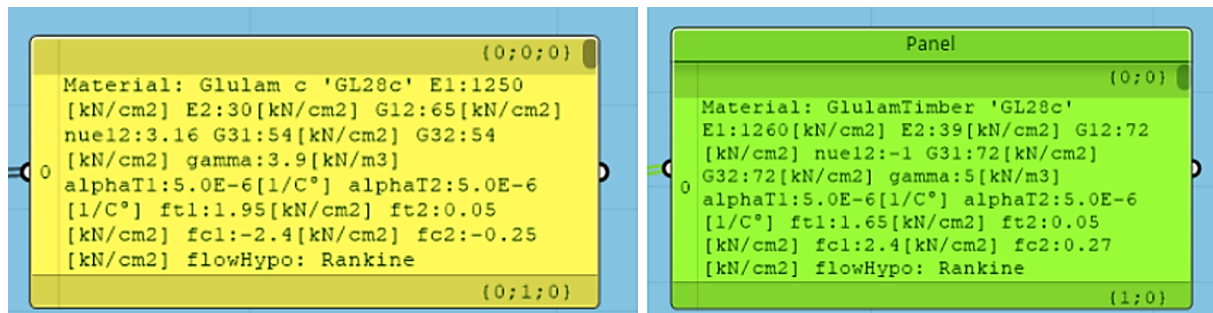 {0;0;0}
Material: Glulam c 'GL28c' E1:1250
[kN/cm2] E2:30[kN/cm2] G12:65[kN/cm2]
nue12:3.16 G31:54[kN/cm2] G32:54
[kN/cm2] gamma:3.9[kN/m3]
0
alphaT1:5.0E-6[1/C°] alphaT2:5.0E-6
[1/C°] ft1:1.95[kN/cm2] ft2:0.05
[kN/cm2] fc1:-2.4[kN/cm2] fc2:-0.25
[kN/cm2] flowHypo: Rankine
{0;1;0}
Panel
{0;0}
Material: GlulamTimber 'GL28c'
E1:1260[kN/cm2] E2:39[kN/cm2] G12:72
[kN/cm2] nue12:-1 G31:72[kN/cm2]
G32:72[kN/cm2] gamma:5[kN/m3]
0
alphaT1:5.0E-6[1/C°] alphaT2:5.0E-6
[1/C°] ft1:1.65[kN/cm2] ft2:0.05
[kN/cm2] fc1:2.4[kN/cm2] fc2:0.27
[kN/cm2] flowHypo: Rankine
{1;0}